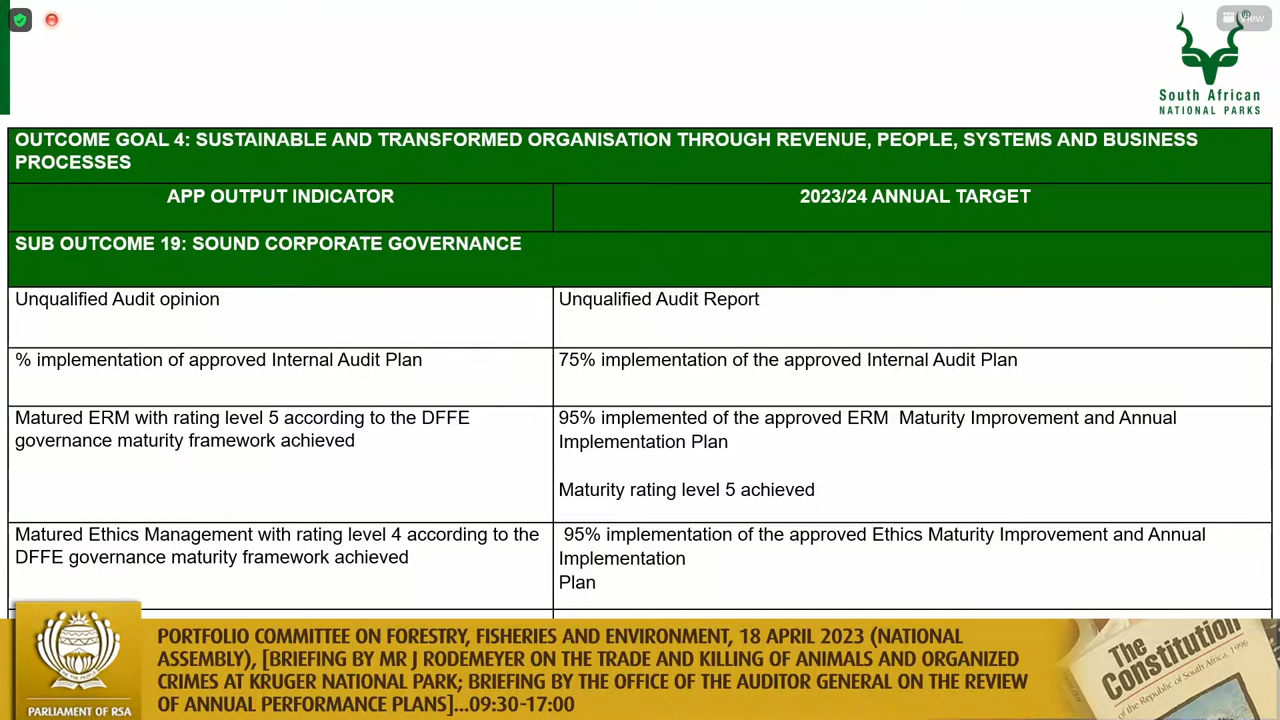 View
South African
NATIONAL PARKS
OUTCOME GOAL 4: SUSTAINABLE AND TRANSFORMED ORGANISATION THROUGH REVENUE, PEOPLE, SYSTEMS AND BUSINESS
PROCESSES
APP OUTPUT INDICATOR
2023/24 ANNUAL TARGET
SUB OUTCOME 19: SOUND CORPORATE GOVERNANCE
Unqualified Audit opinion
Unqualified Audit Report
% implementation of approved Internal Audit Plan
75% implementation of the approved Internal Audit Plan
Matured ERM with rating level 5 according to the DFFE
governance maturity framework achieved
95% implemented of the approved ERM  Maturity Improvement and Annual
Implementation Plan
Maturity rating level 5 achieved
Matured Ethics Management with rating level 4 according to the
DFFE governance maturity framework achieved
95% implementation of the approved Ethics Maturity Improvement and Annual
Implementation
Plan
PORTFOLIO COMMITTEE ON FORESTRY, FISHERIES AND ENVIRONMENT, 18 APRIL 2023 (NATIONAL
ASSEMBLY), [BRIEFING BY MR J RODEMEYER ON THE TRADE AND KILLING OF ANIMALS AND ORGANIZED
CRIMES AT KRUGER NATIONAL PARK; BRIEFING BY THE OFFICE OF THE AUDITOR GENERAL ON THE REVIEW
OF ANNUAL PERFORMANCE PLANS]...09:30-17:00
PARLIAMENT OF RSA
The
Constitution
of the Republic of South Africa, 1996